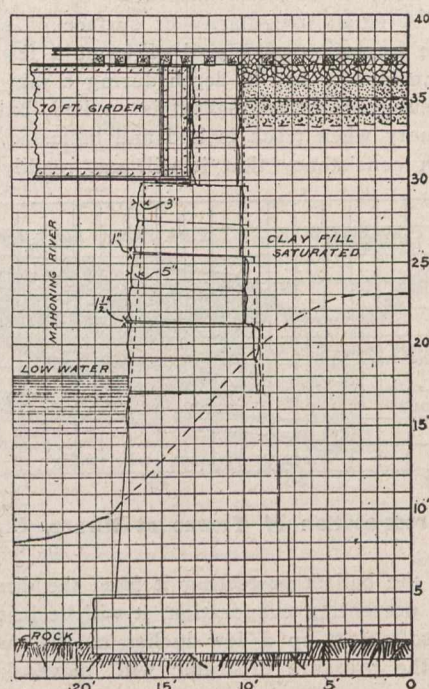 40
35'
70 FT. GIRDER
30
3"
CLAY FILL
SATURATED
1"
25'
5"
MAHONING RIVER
1½"
20'
LOW WATER
15'
10'
5'
ROCK
20'
15'
10'
5'
0